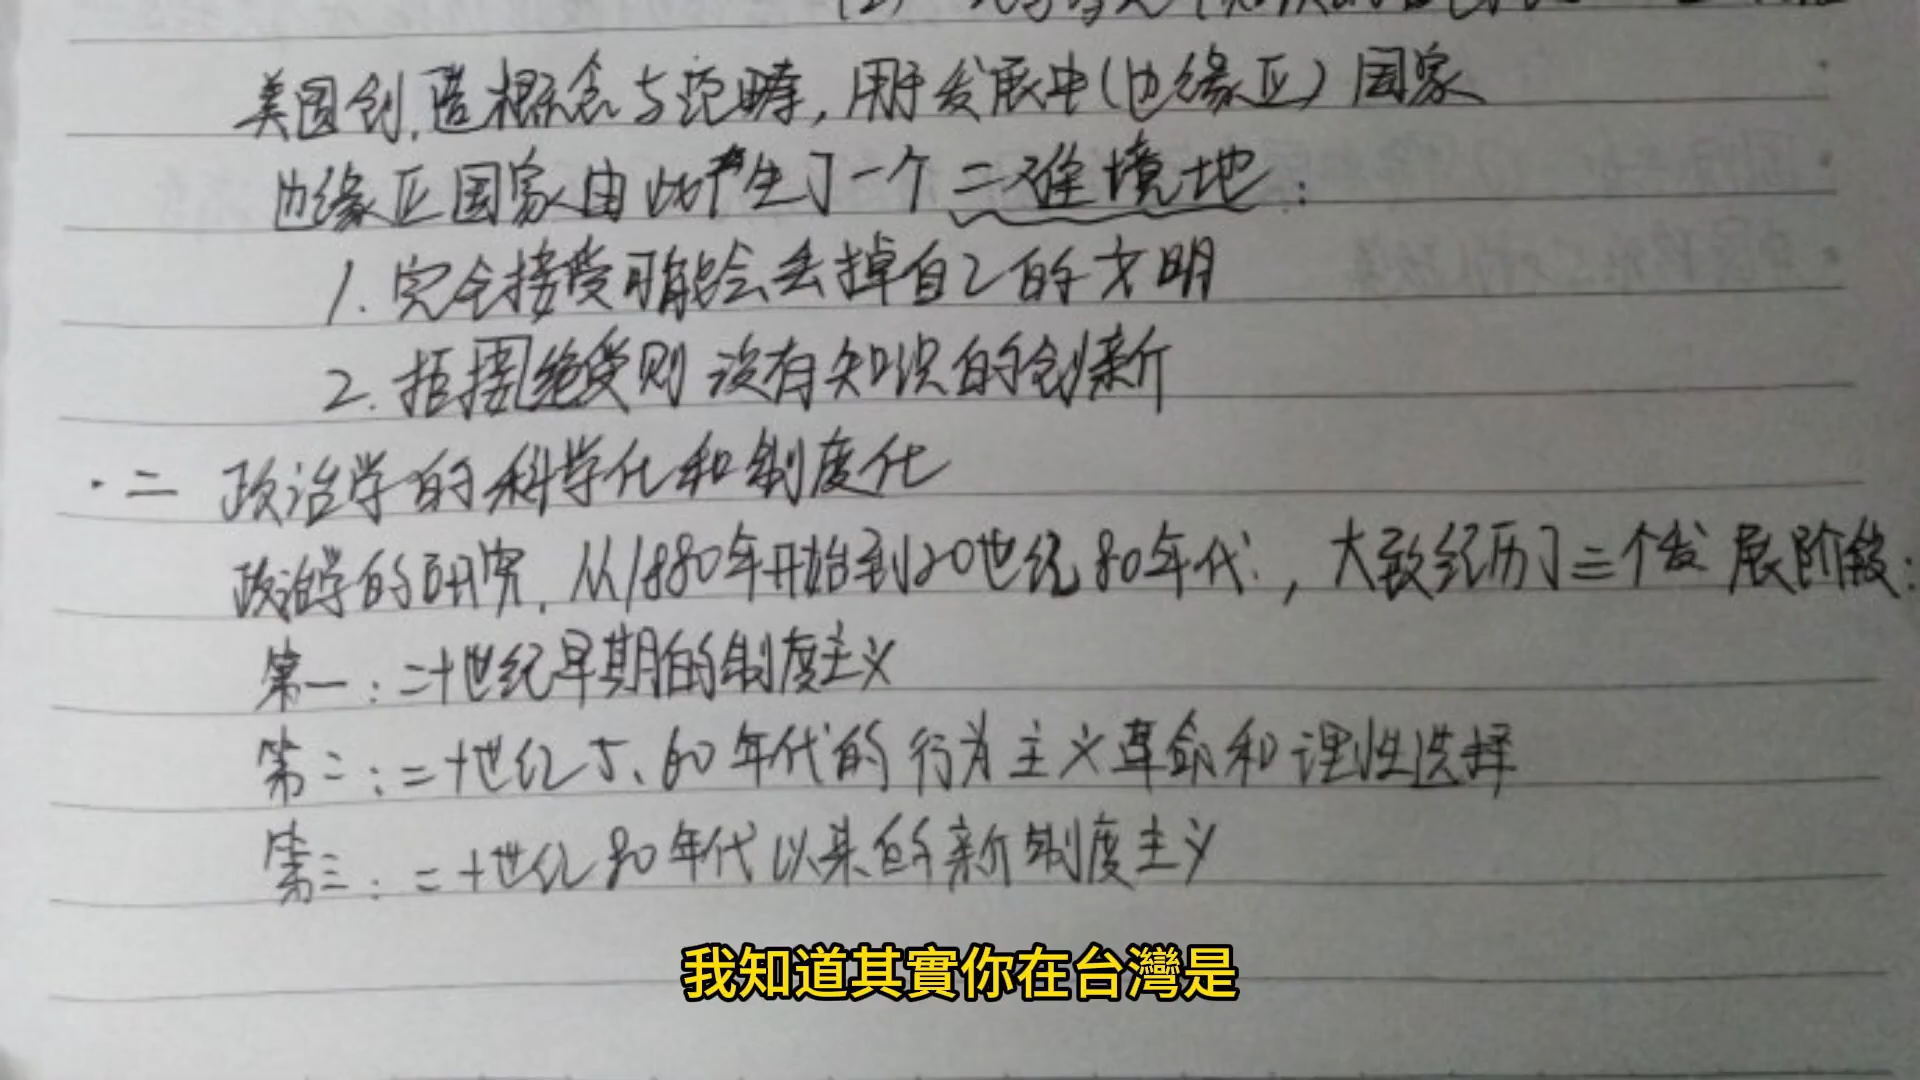 美国创造概念与范畴，用于发展中（边缘区）国家
边缘区国家由此产生了一个二难境地：
1. 完全接受可能会丢掉自己的文明
2. 拒绝接受则没有知识的创新
·二 政治学的科学化和制度化
政治学的研究，从1880年开始到20世纪80年代，大致经历了三个发展阶段：
第一：二十世纪早期的制度主义
第二：二十世纪5、60年代的行为主义革命和理性选择
第三：二十世纪80年代以来的新制度主义
我知道其實你在台灣是